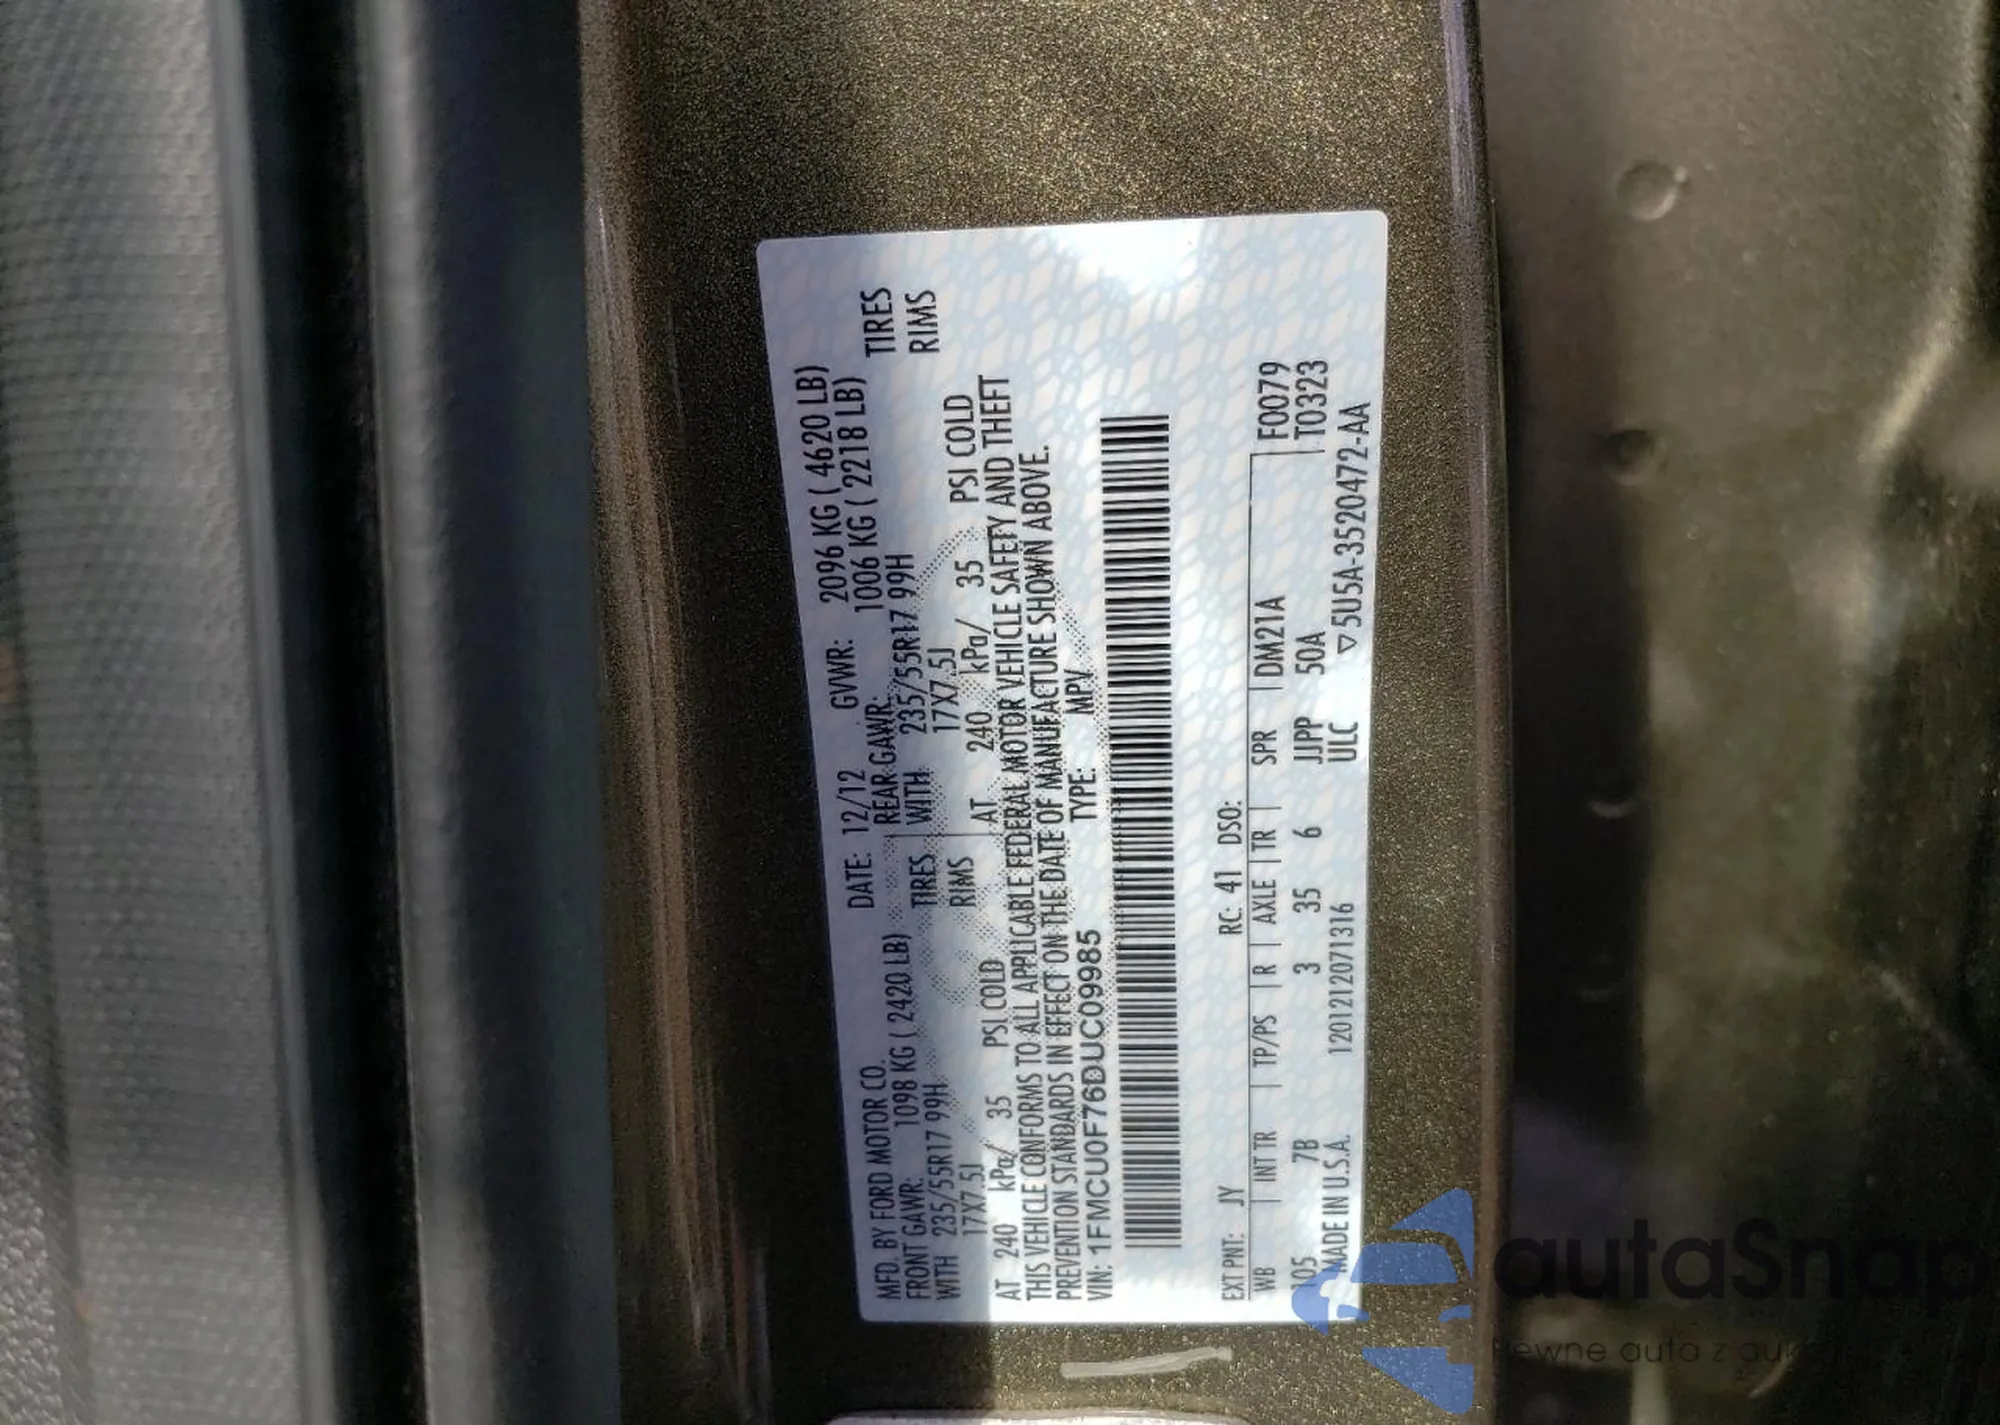 MFD. BY FORD MOTOR CO. DATE: 12/12 GVWR: 2096 KG ( 4620 LB)
FRONT GAWR: 1098 KG ( 2420 LB) REAR GAWR: 1006 KG ( 2218 LB)
WITH 235/55R17 99H TIRES WITH 235/55R17 99H TIRES
17X7.5J RIMS 17X7.5J RIMS
AT 240 kPa/ 35 PSI COLD AT 240 kPa/ 35 PSI COLD
THIS VEHICLE CONFORMS TO ALL APPLICABLE FEDERAL MOTOR VEHICLE SAFETY AND THEFT
PREVENTION STANDARDS IN EFFECT ON THE DATE OF MANUFACTURE SHOWN ABOVE.
VIN: 1FMCU0F76DUC09985 TYPE: MPV
EXT PNT: JY RC: 41 DSO:
WB INT TR TP/PS R AXLE TR SPR DM21A F0079
105 7B 3 35 6 JJPP 50A T0323
MADE IN U.S.A. 1201212071316 ULC ▽5U5A-3520472-AA
autaSnap
Pewne auta z